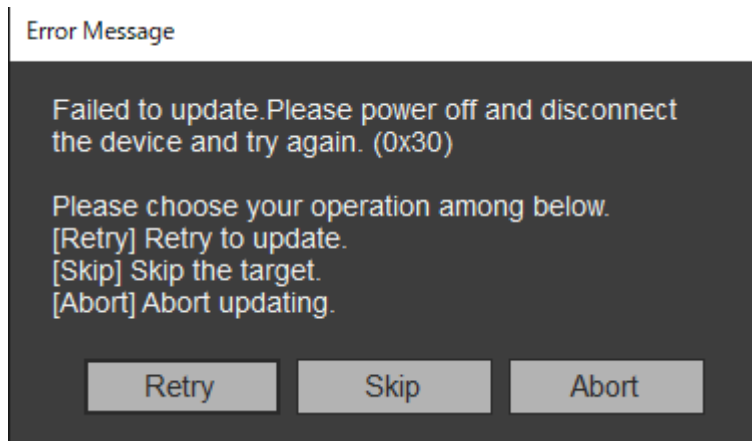 Error Message
Failed to update.Please power off and disconnect
the device and try again. (0x30)
Please choose your operation among below.
[Retry] Retry to update.
[Skip] Skip the target.
[Abort] Abort updating.
Retry Skip Abort